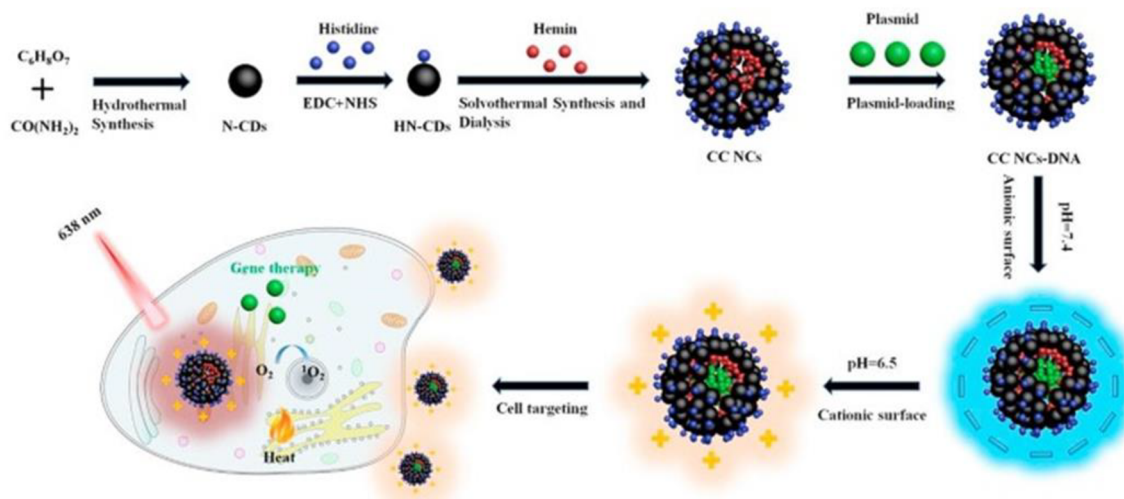 C₆H₈O₇
+
CO(NH₂)₂
Hydrothermal
Synthesis
N-CDs
Histidine
EDC+NHS
HN-CDs
Hemin
Solvothermal Synthesis and
Dialysis
CC NCs
Plasmid
Plasmid-loading
CC NCs-DNA
pH=7.4
Anionic surface
pH=6.5
Cationic surface
Cell targeting
638 nm
Gene therapy
O₂
¹O₂
Heat